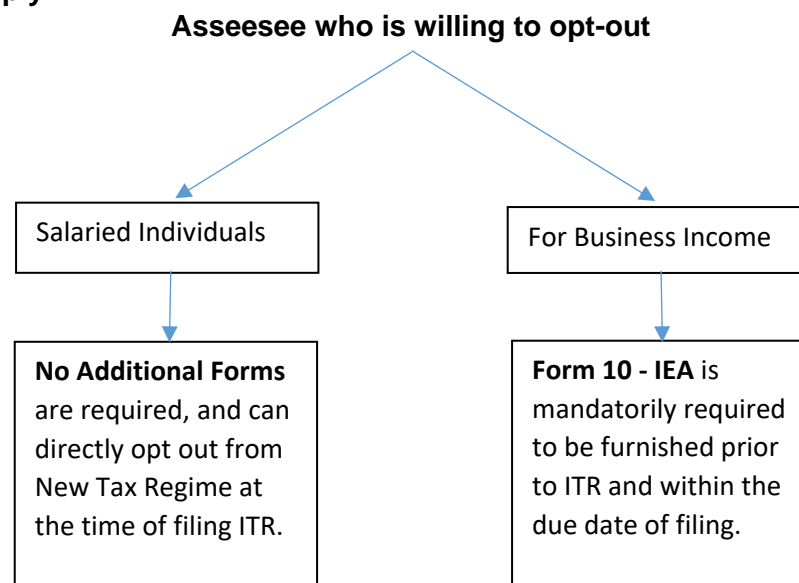 Asseesee who is willing to opt-out
Salaried Individuals
For Business Income
No Additional Forms
are required, and can
directly opt out from
New Tax Regime at
the time of filing ITR.
Form 10 - IEA is
mandatorily required
to be furnished prior
to ITR and within the
due date of filing.